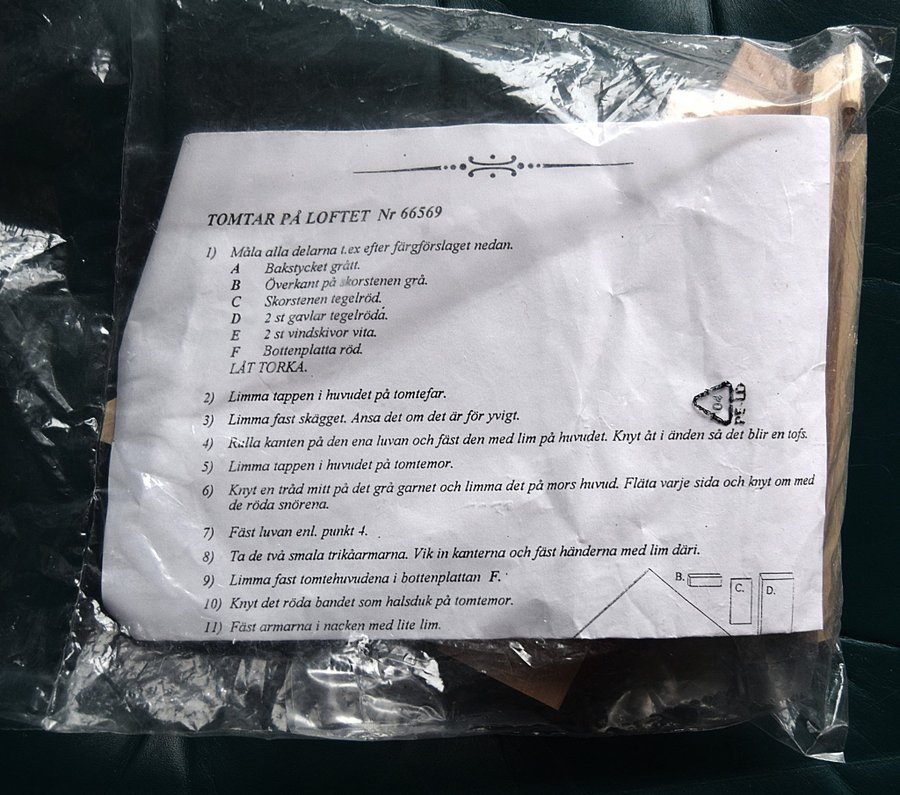 TOMTAR PÅ LOFTET Nr 66569
1) Måla alla delarna t.ex efter färgförslaget nedan.
A Bakstycket grått.
B Överkant på skorstenen grå.
C Skorstenen tegelröd.
D 2 st gavlar tegelröda.
E 2 st vindskivor vita.
F Bottenplatta röd.
LÅT TORKA.
2) Limma tappen i huvudet på tomtefar.
3) Limma fast skägget. Ansa det om det är för yvigt.
4) Rulla kanten på den ena luvan och fäst den med lim på huvudet. Knyt åt i änden så det blir en tofs.
5) Limma tappen i huvudet på tomtemor.
6) Knyt en tråd mitt på det grå garnet och limma det på mors huvud. Fläta varje sida och knyt om med
de röda snörena.
7) Fäst luvan enl. punkt 4.
8) Ta de två smala trikåarmarna. Vik in kanterna och fäst händerna med lim däri.
9) Limma fast tomtehuvudena i bottenplattan F.
10) Knyt det röda bandet som halsduk på tomtemor.
11) Fäst armarna i nacken med lite lim.
B.
C.
D.
04
PE-LD